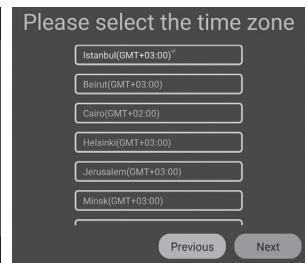 Please select the time zone
Istanbul(GMT+03:00)
Beirut(GMT+03:00)
Cairo(GMT+02:00)
Helsinki(GMT+03:00)
Jerusalem(GMT+03:00)
Minsk(GMT+03:00)
Previous
Next